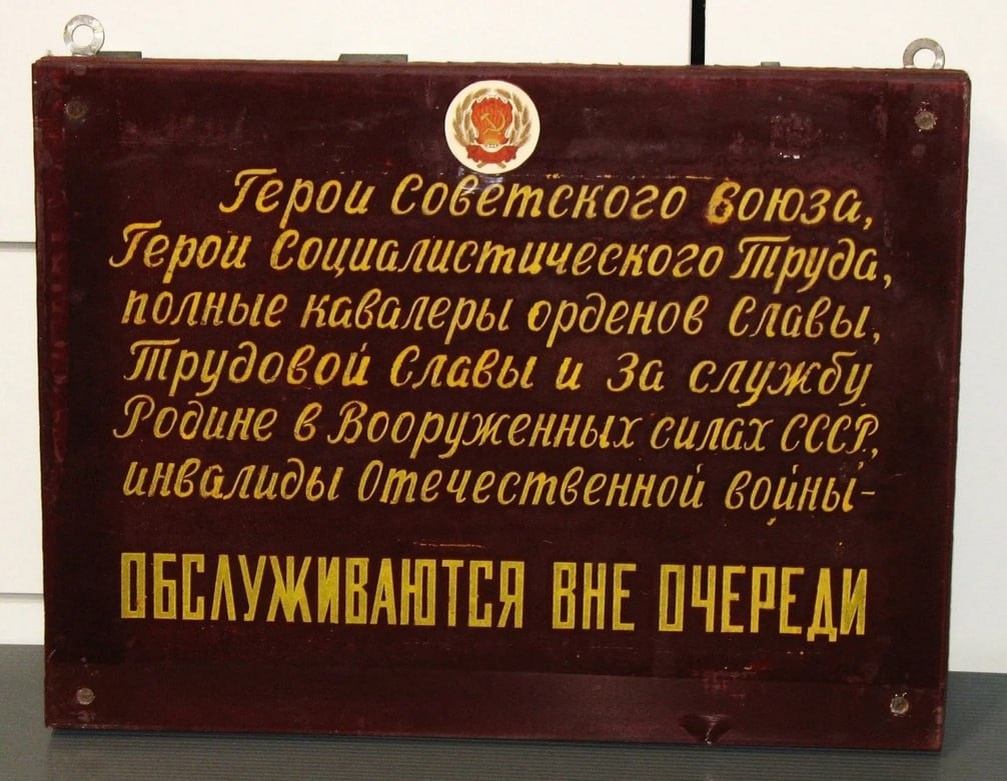 Герои Советского Союза,
Герои Социалистического Труда,
полные кавалеры орденов Славы,
Трудовой Славы и За службу
Родине в Вооруженных силах СССР,
инвалиды Отечественной войны-
ОБСЛУЖИВАЮТСЯ ВНЕ ОЧЕРЕДИ